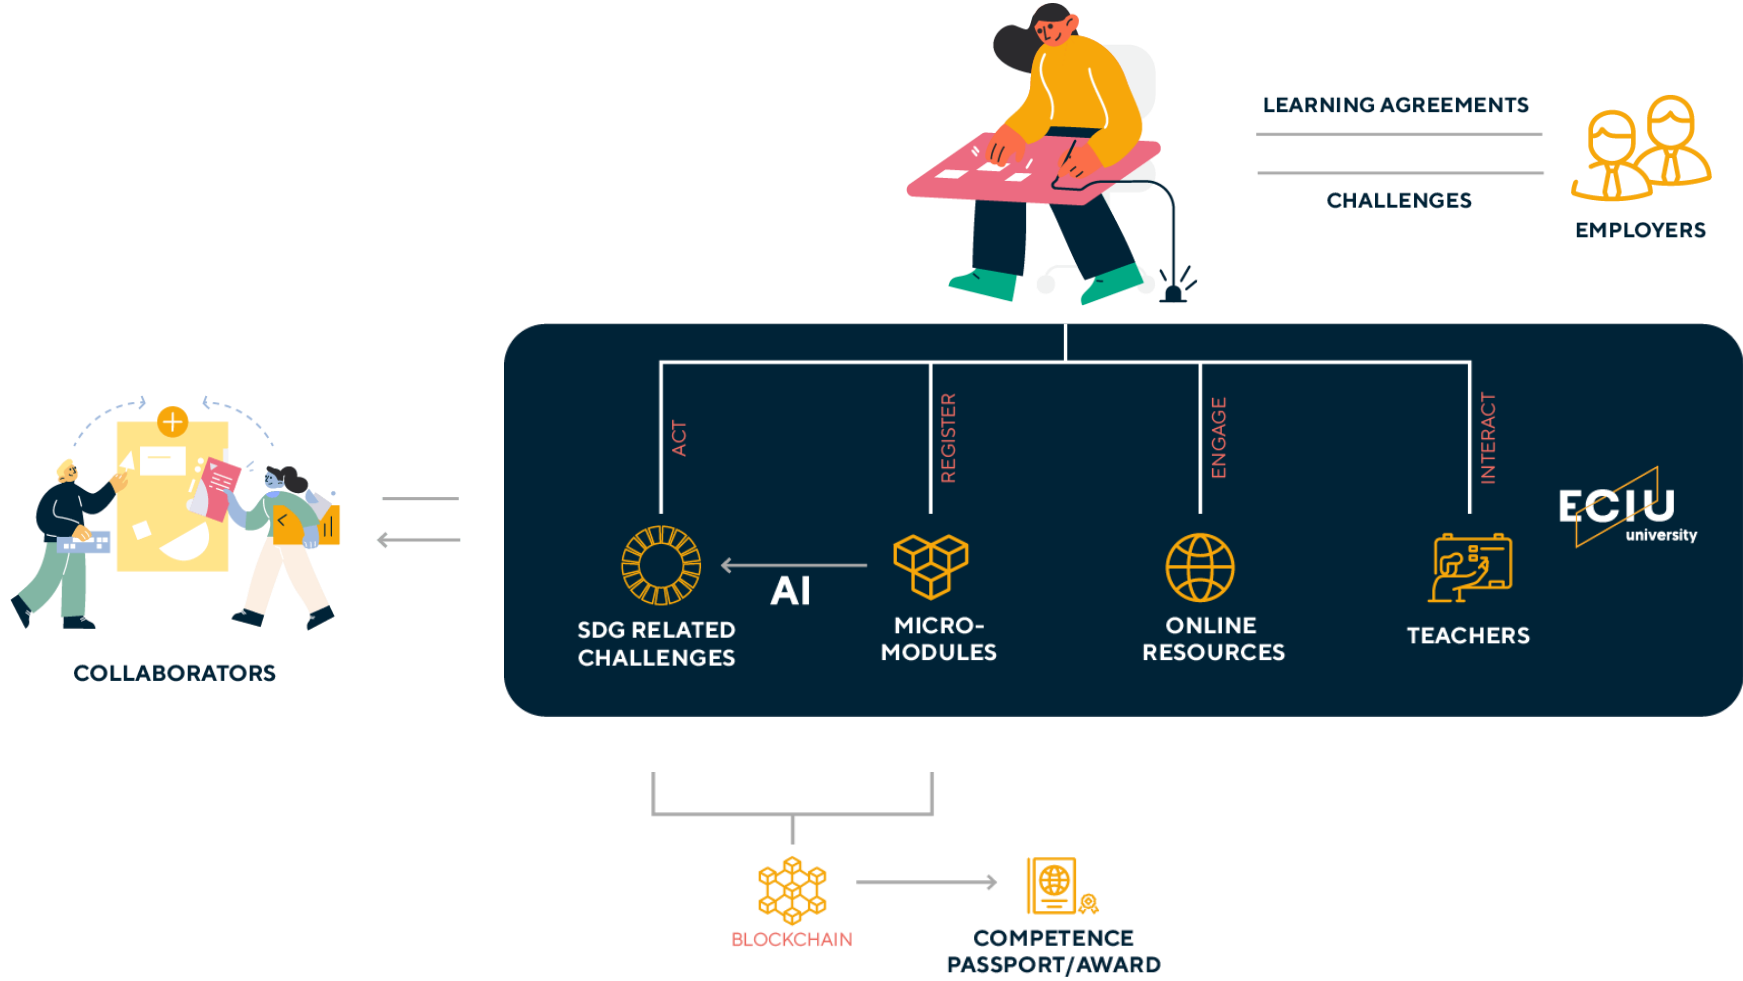 LEARNING AGREEMENTS
CHALLENGES
EMPLOYERS
ACT
REGISTER
ENGAGE
INTERACT
ECIU
university
AI
SDG RELATED
CHALLENGES
MICRO-
MODULES
ONLINE
RESOURCES
TEACHERS
COLLABORATORS
BLOCKCHAIN
COMPETENCE
PASSPORT/AWARD